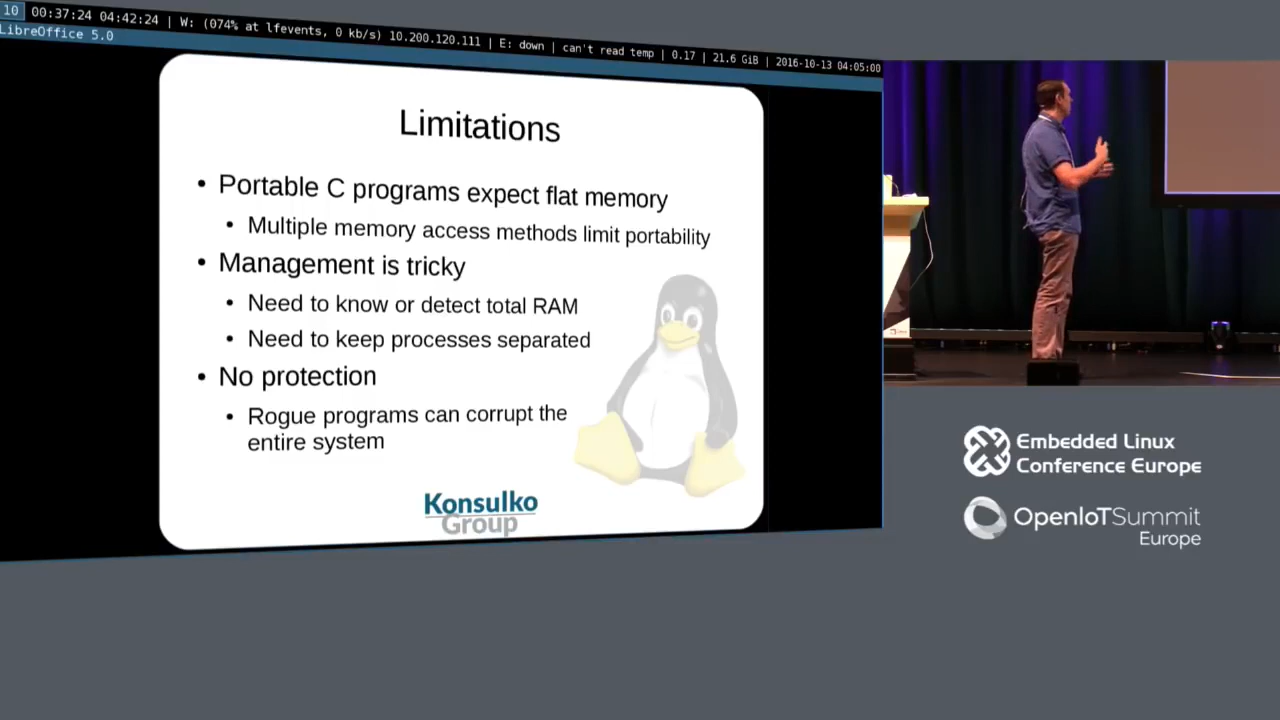 10 00:37:24 04:42:24 | W: (074% at lfevents, 0 kb/s) 10.200.120.111 | E: down | can't read temp | 0.17 | 21.6 GiB | 2016-10-13 04:05:00
LibreOffice 5.0
Limitations
• Portable C programs expect flat memory
• Multiple memory access methods limit portability
• Management is tricky
• Need to know or detect total RAM
• Need to keep processes separated
• No protection
• Rogue programs can corrupt the
entire system
Konsulko
Group
Embedded Linux
Conference Europe
OpenIoTSummit
Europe